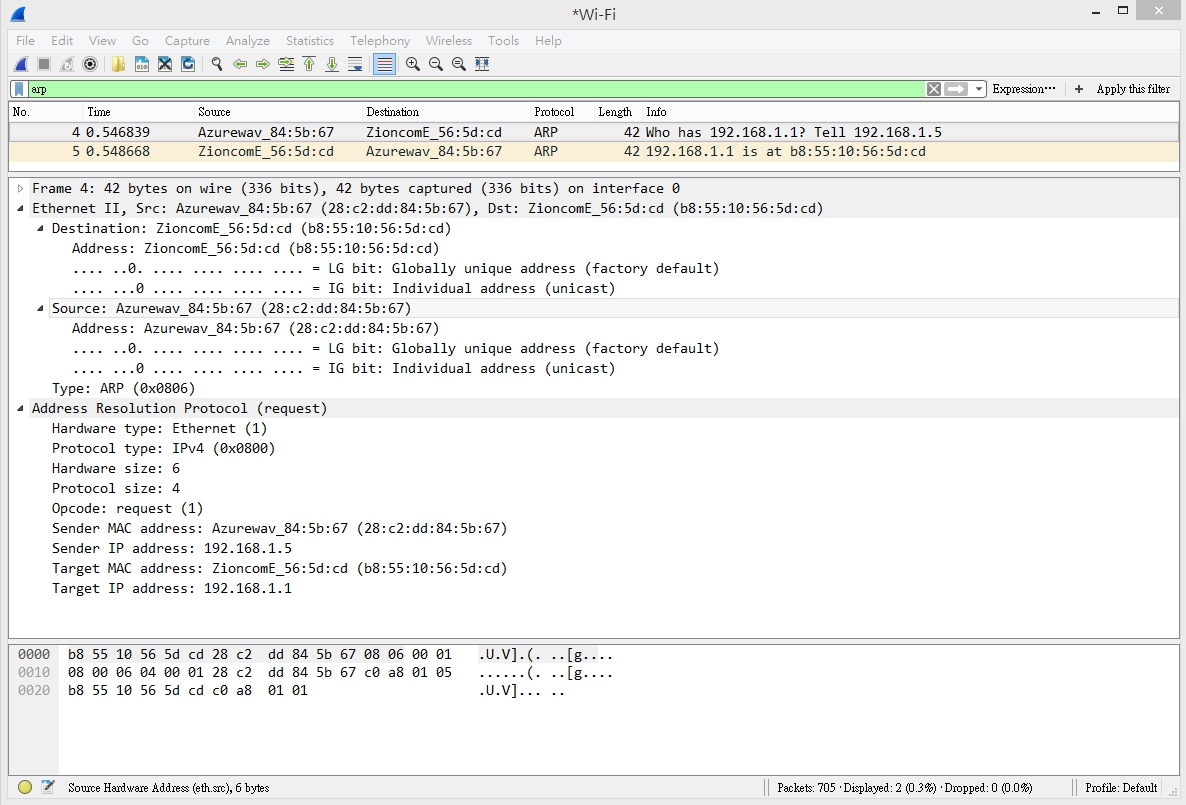 *Wi-Fi
File Edit View Go Capture Analyze Statistics Telephony Wireless Tools Help
arp Expression… + Apply this filter
No. Time Source Destination Protocol Length Info
4 0.546839 Azurewav_84:5b:67 ZioncomE_56:5d:cd ARP 42 Who has 192.168.1.1? Tell 192.168.1.5
5 0.548668 ZioncomE_56:5d:cd Azurewav_84:5b:67 ARP 42 192.168.1.1 is at b8:55:10:56:5d:cd
Frame 4: 42 bytes on wire (336 bits), 42 bytes captured (336 bits) on interface 0
Ethernet II, Src: Azurewav_84:5b:67 (28:c2:dd:84:5b:67), Dst: ZioncomE_56:5d:cd (b8:55:10:56:5d:cd)
Destination: ZioncomE_56:5d:cd (b8:55:10:56:5d:cd)
Address: ZioncomE_56:5d:cd (b8:55:10:56:5d:cd)
.... ..0. .... .... .... .... = LG bit: Globally unique address (factory default)
.... ...0 .... .... .... .... = IG bit: Individual address (unicast)
Source: Azurewav_84:5b:67 (28:c2:dd:84:5b:67)
Address: Azurewav_84:5b:67 (28:c2:dd:84:5b:67)
.... ..0. .... .... .... .... = LG bit: Globally unique address (factory default)
.... ...0 .... .... .... .... = IG bit: Individual address (unicast)
Type: ARP (0x0806)
Address Resolution Protocol (request)
Hardware type: Ethernet (1)
Protocol type: IPv4 (0x0800)
Hardware size: 6
Protocol size: 4
Opcode: request (1)
Sender MAC address: Azurewav_84:5b:67 (28:c2:dd:84:5b:67)
Sender IP address: 192.168.1.5
Target MAC address: ZioncomE_56:5d:cd (b8:55:10:56:5d:cd)
Target IP address: 192.168.1.1
0000 b8 55 10 56 5d cd 28 c2 dd 84 5b 67 08 06 00 01 .U.V].(. ..[g....
0010 08 00 06 04 00 01 28 c2 dd 84 5b 67 c0 a8 01 05 ......(. ..[g....
0020 b8 55 10 56 5d cd c0 a8 01 01 .U.V]... ..
Source Hardware Address (eth.src), 6 bytes Packets: 705 · Displayed: 2 (0.3%) · Dropped: 0 (0.0%) Profile: Default